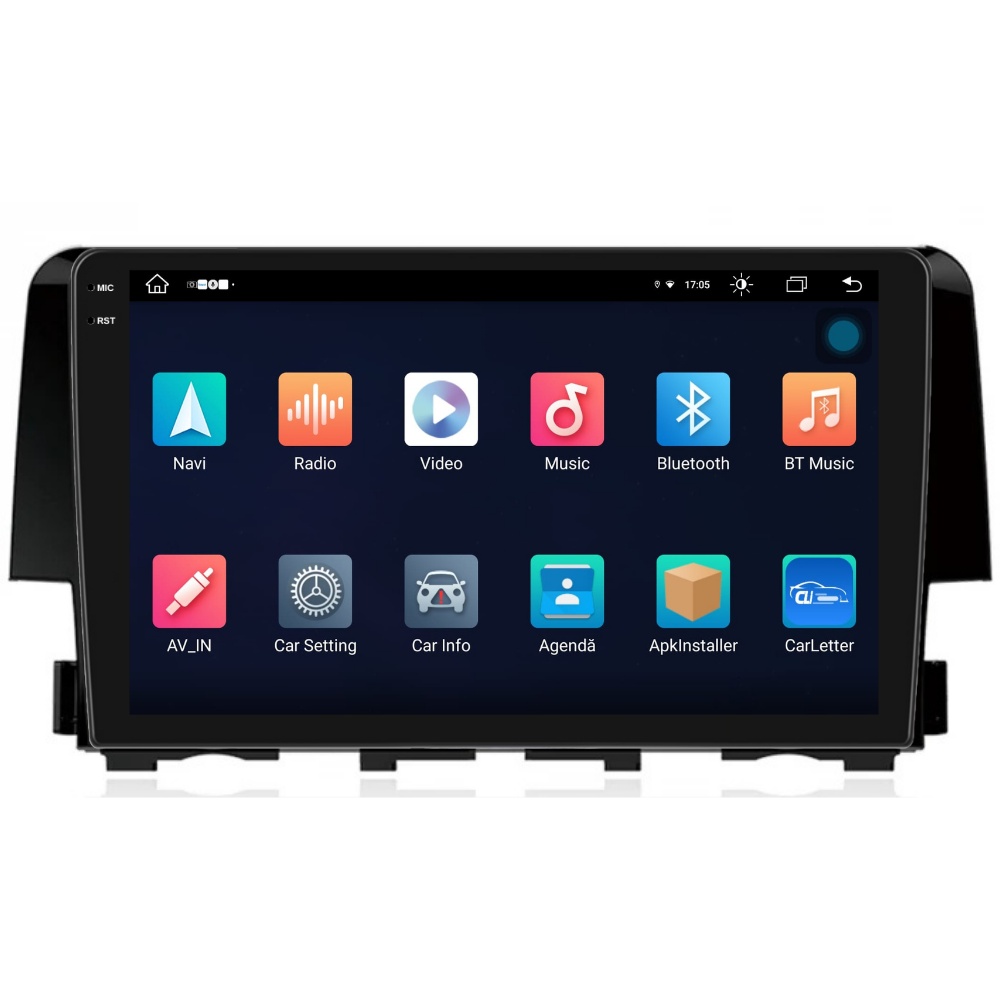 MIC
17:05
RST
Navi
Radio
Video
Music
Bluetooth
BT Music
AV_IN
Car Setting
Car Info
Agendă
ApkInstaller
CarLetter